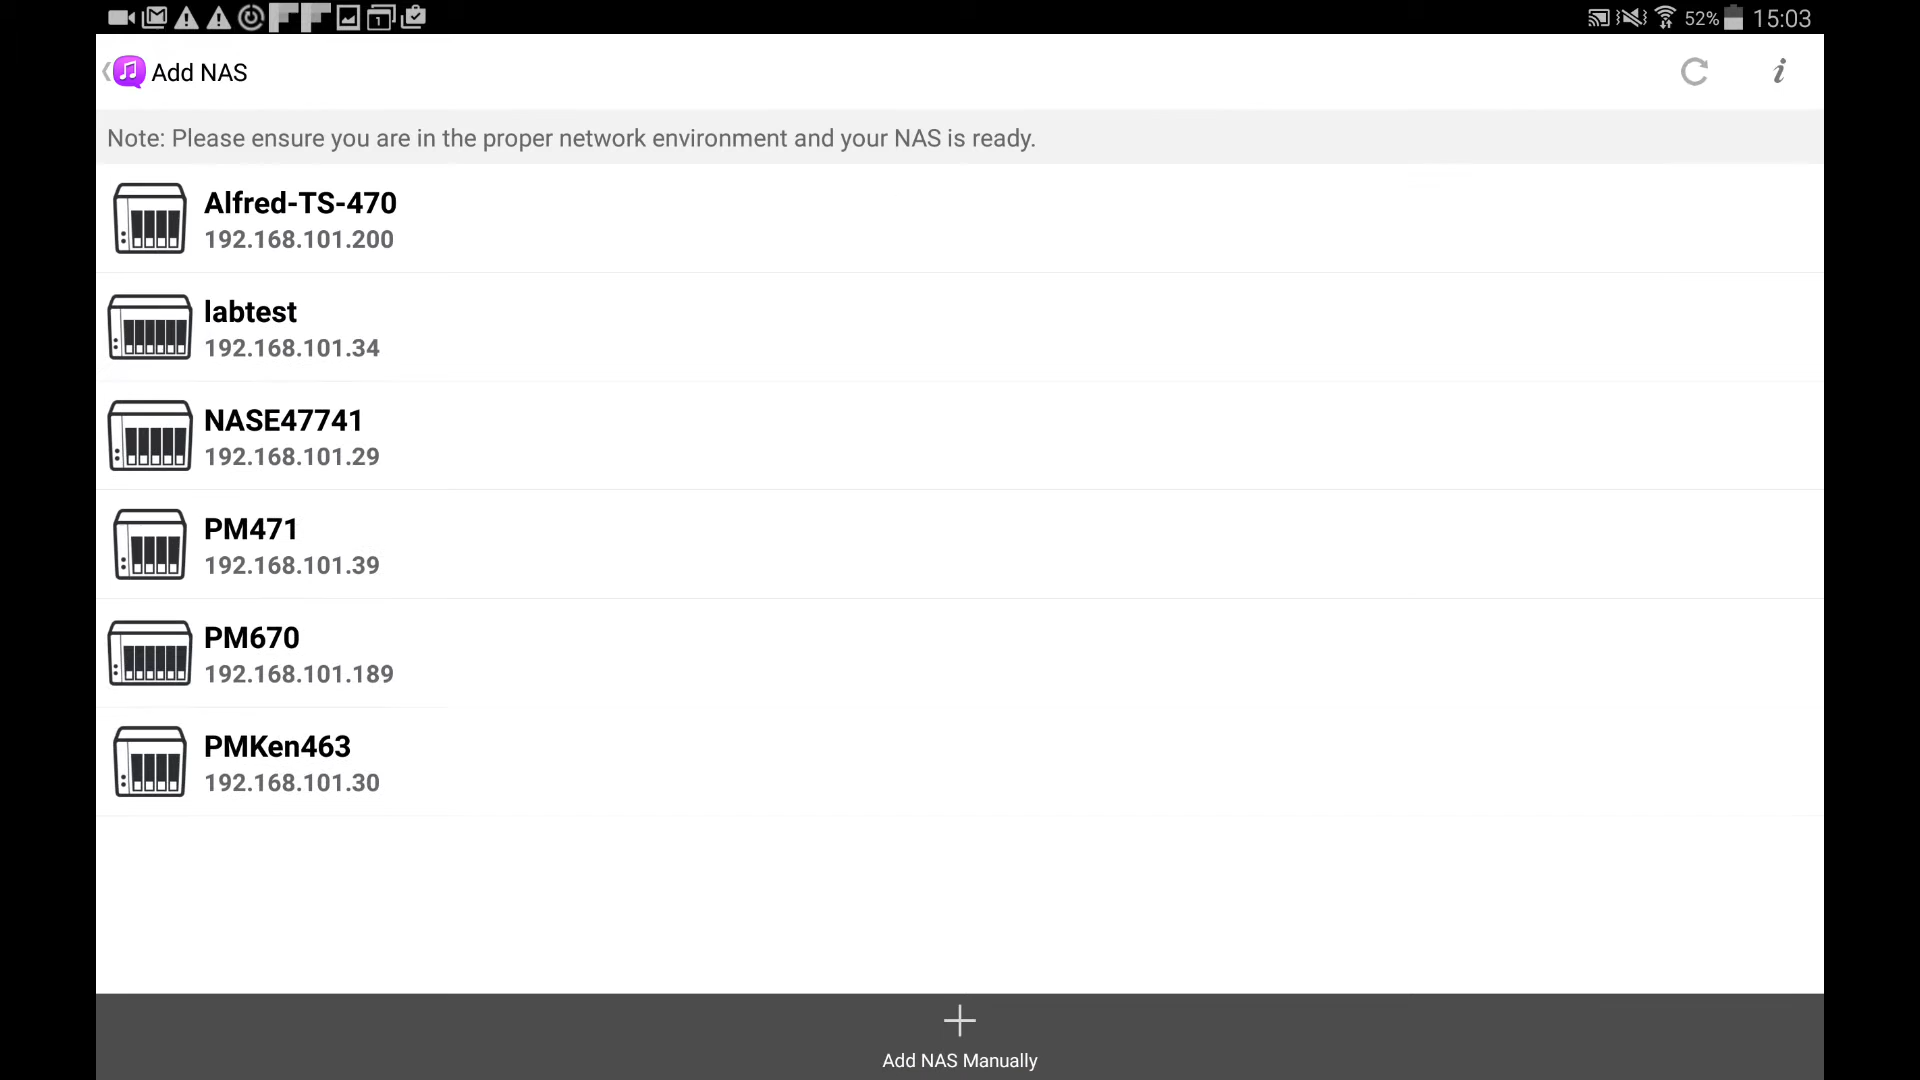 52% 15:03
Add NAS
Note: Please ensure you are in the proper network environment and your NAS is ready.
Alfred-TS-470
192.168.101.200
labtest
192.168.101.34
NASE47741
192.168.101.29
PM471
192.168.101.39
PM670
192.168.101.189
PMKen463
192.168.101.30
Add NAS Manually